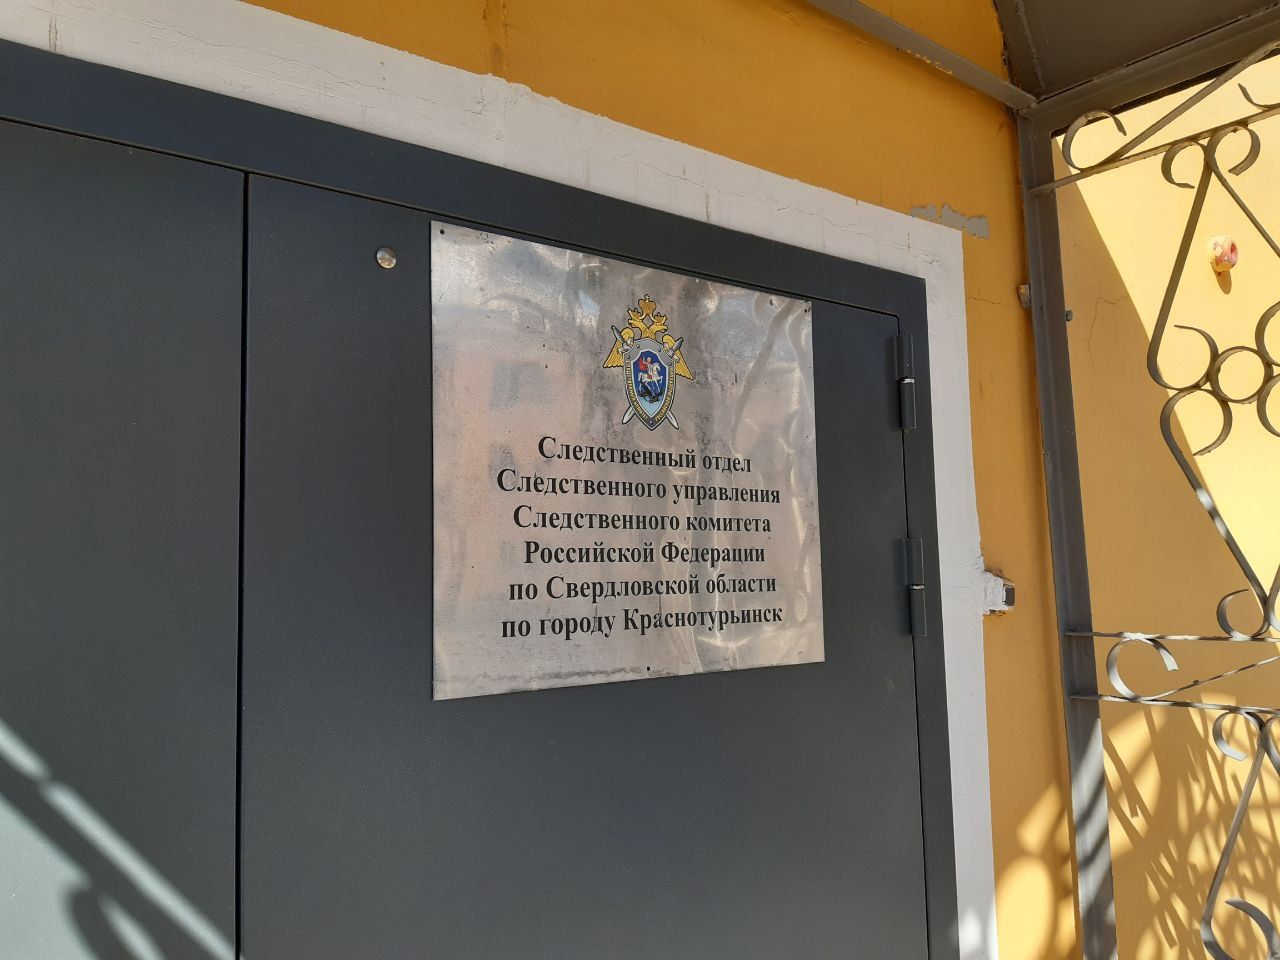 Следственный отдел
Следственного управления
Следственного комитета
Российской Федерации
по Свердловской области
по городу Краснотурьинск